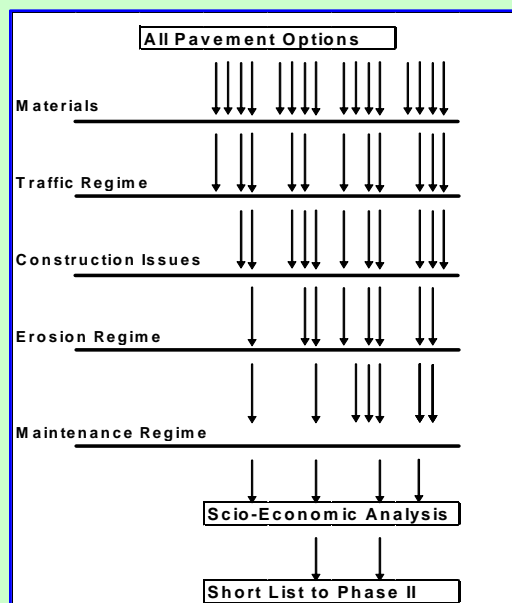 All Pavement Options
Materials
Traffic Regime
Construction Issues
Erosion Regime
Maintenance Regime
Scio-Economic Analysis
Short List to Phase II